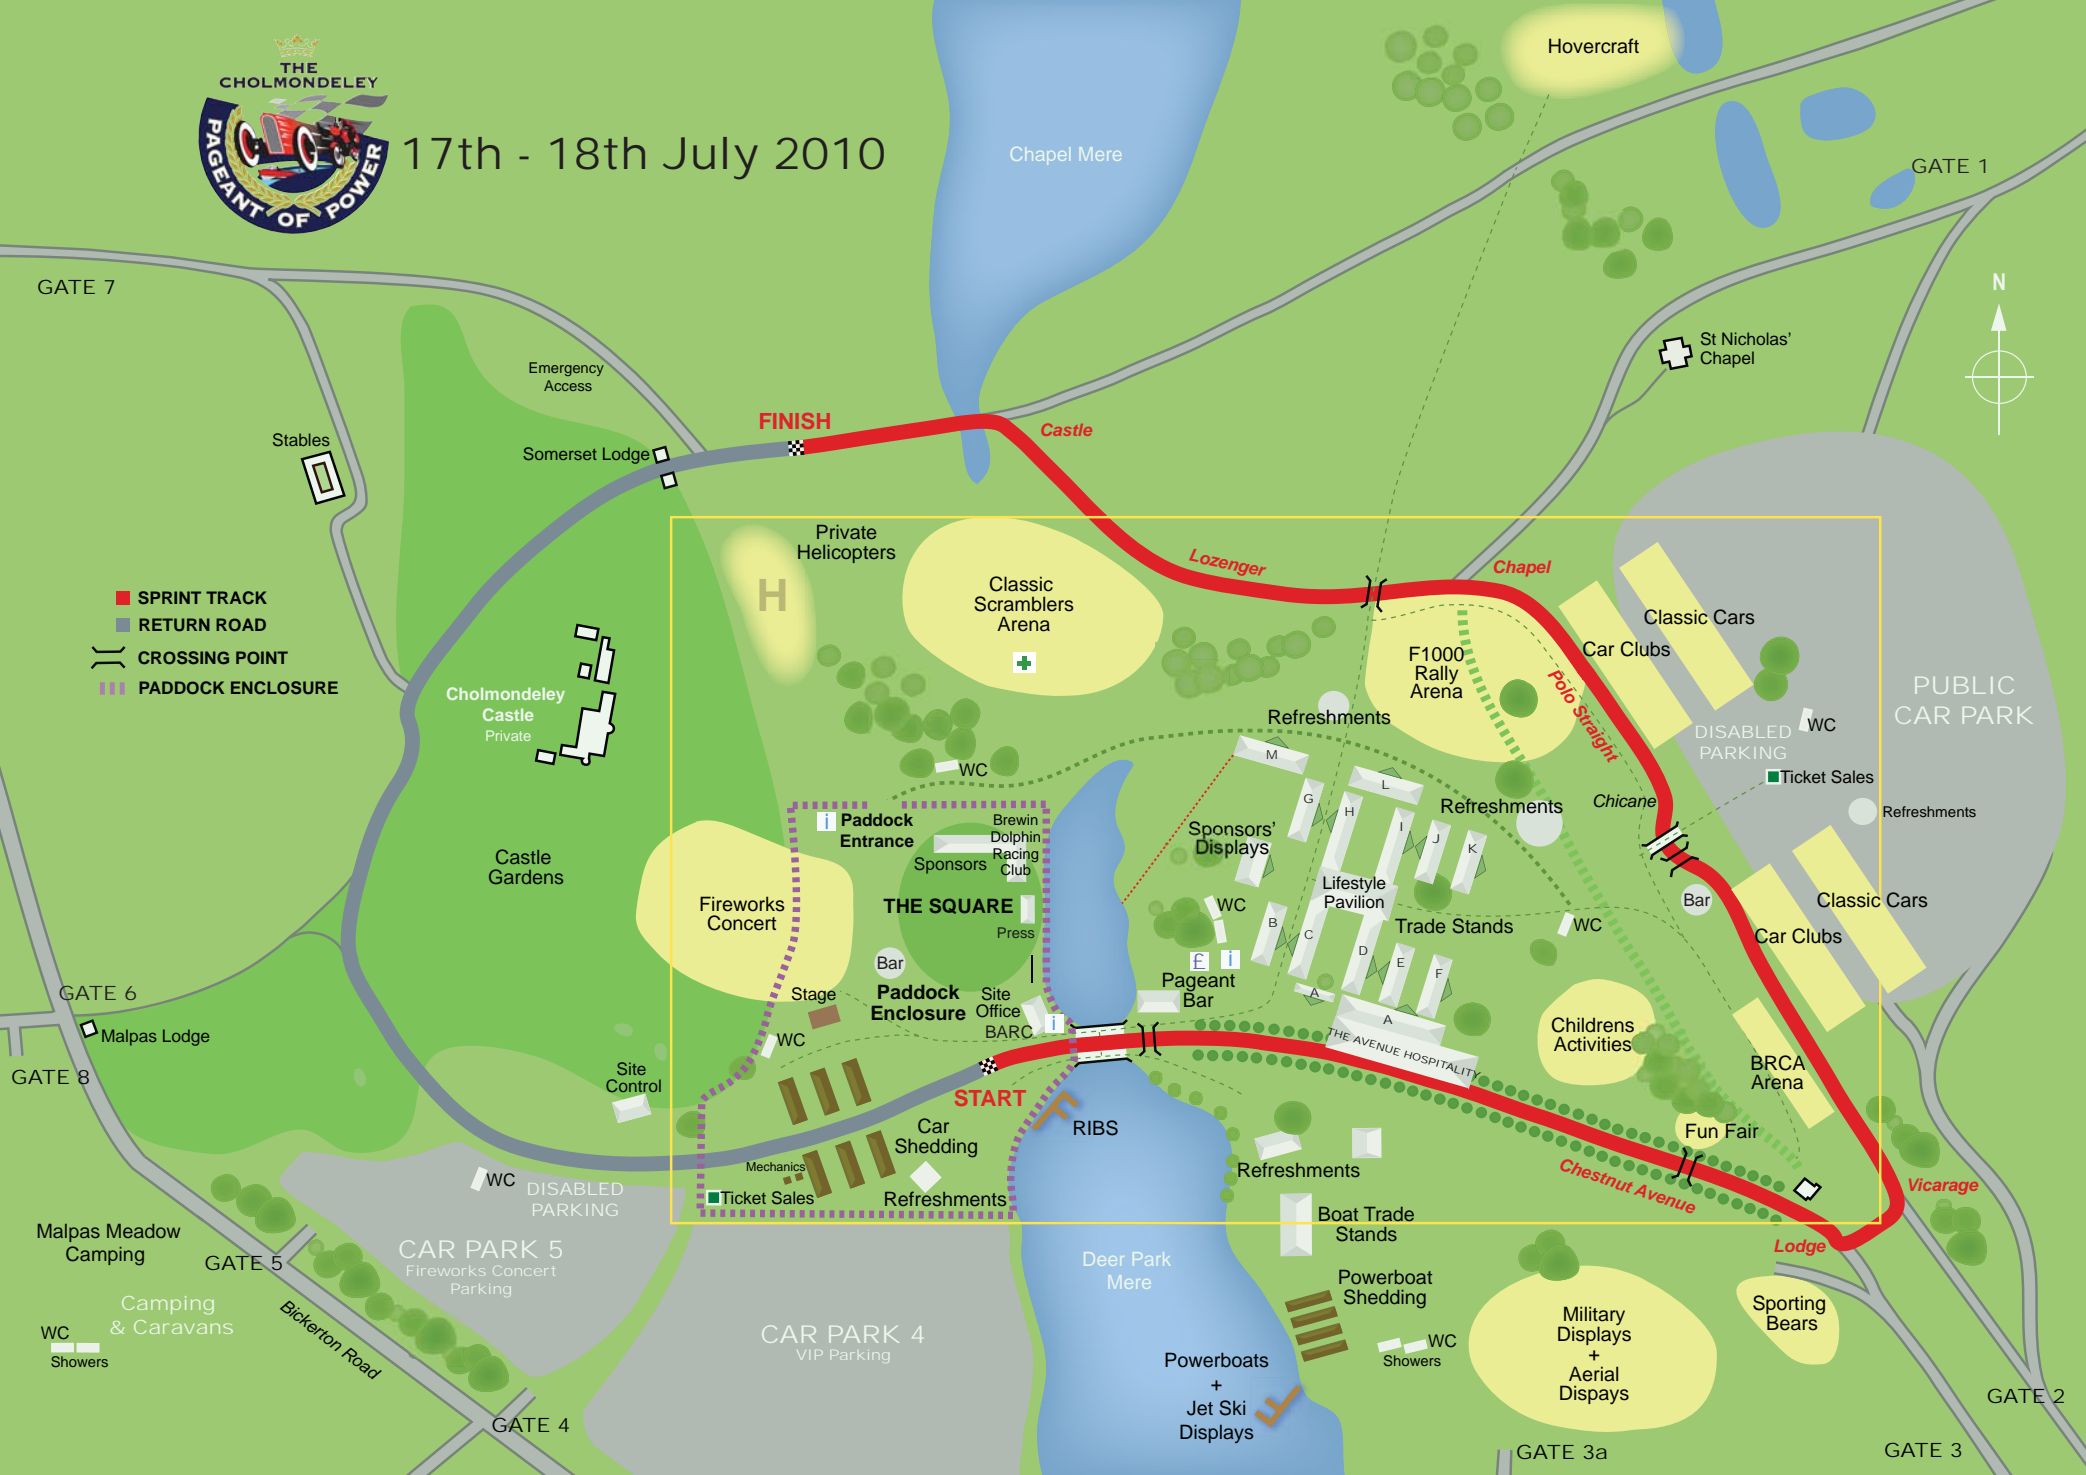 THE
CHOLMONDELEY
PAGEANT OF POWER
17th - 18th July 2010
Hovercraft
Chapel Mere
GATE 1
GATE 7
N
St Nicholas'
Chapel
Emergency
Access
FINISH
Castle
Stables
Somerset Lodge
Private
Helicopters
H
Classic
Scramblers
Arena
Lozenger
Chapel
SPRINT TRACK
RETURN ROAD
CROSSING POINT
PADDOCK ENCLOSURE
Classic Cars
Car Clubs
F1000
Rally
Arena
Polo Straight
Cholmondeley
Castle
Private
PUBLIC
CAR PARK
Refreshments
DISABLED
PARKING
WC
WC
M
L
G
H
I
J
K
Ticket Sales
Refreshments
Chicane
Refreshments
i
Paddock
Entrance
Brewin
Dolphin
Racing
Club
Sponsors
Sponsors'
Displays
Castle
Gardens
Lifestyle
Pavilion
Fireworks
Concert
THE SQUARE
Press
WC
B
C
D
E
F
Trade Stands
WC
Bar
Classic Cars
Car Clubs
Bar
£
i
Pageant
Bar
A
A
THE AVENUE HOSPITALITY
Stage
Paddock
Enclosure
Site
Office
BARC
i
WC
GATE 6
Malpas Lodge
GATE 8
Site
Control
START
Childrens
Activities
BRCA
Arena
Fun Fair
Car
Shedding
RIBS
Mechanics
Ticket Sales
Refreshments
Refreshments
Chestnut Avenue
Vicarage
Lodge
WC
DISABLED
PARKING
Malpas Meadow
Camping
GATE 5
CAR PARK 5
Fireworks Concert
Parking
Boat Trade
Stands
Deer Park
Mere
Powerboat
Shedding
Camping
& Caravans
Bickerton Road
WC
Showers
CAR PARK 4
VIP Parking
WC
Showers
Military
Displays
+
Aerial
Dispays
Sporting
Bears
Powerboats
+
Jet Ski
Displays
GATE 4
GATE 2
GATE 3
GATE 3a